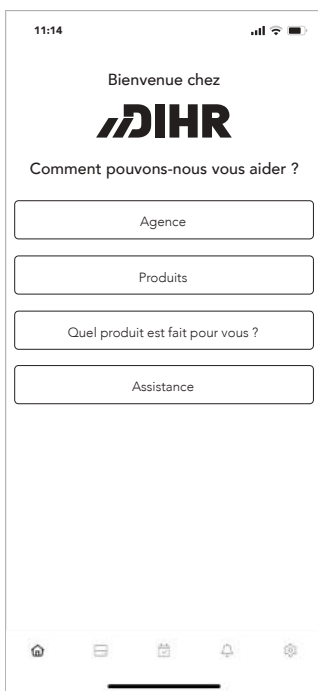 11:14
Bienvenue chez
DIHR
Comment pouvons-nous vous aider ?
Agence
Produits
Quel produit est fait pour vous ?
Assistance